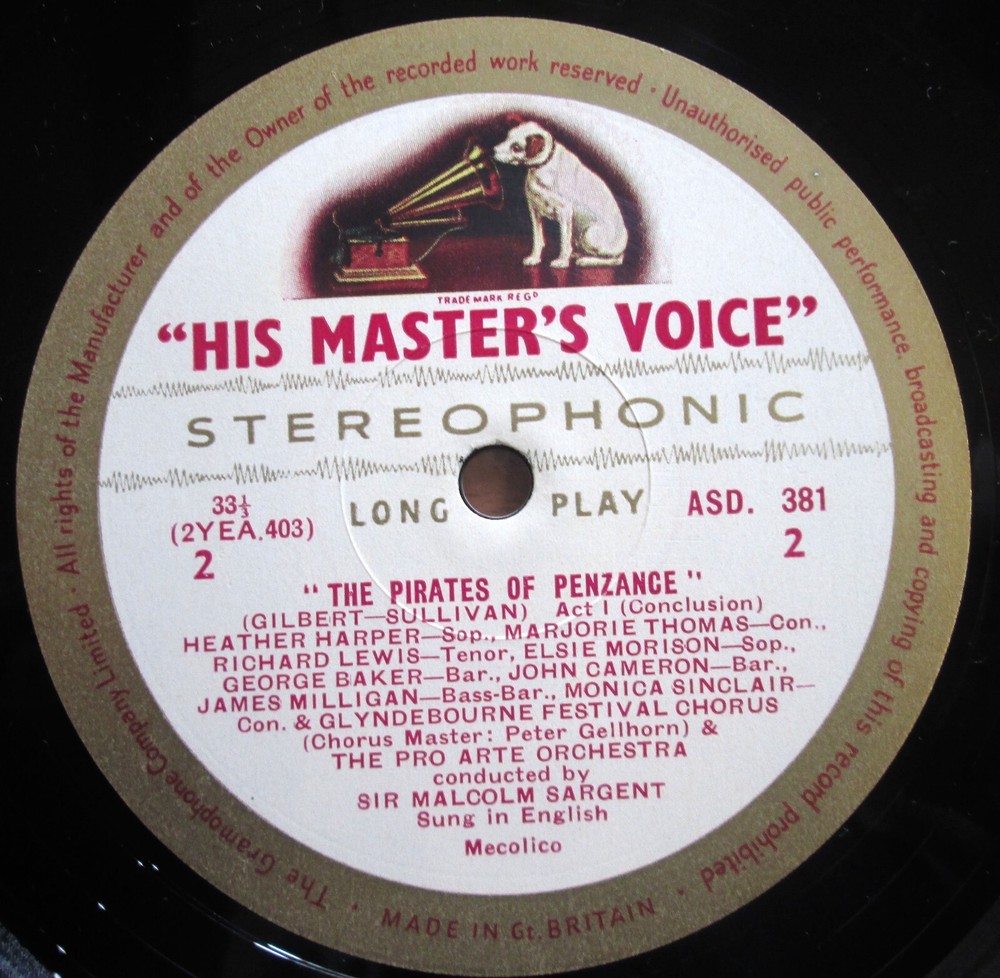 The Gramophone Company Limited · All rights of the Manufacturer and of the Owner of the recorded work reserved · Unauthorised public performance, broadcasting and copying of this record prohibited ·
TRADE MARK REGD
"HIS MASTER'S VOICE"
STEREOPHONIC
33⅓ LONG PLAY ASD. 381
(2YEA.403)
2 2
"THE PIRATES OF PENZANCE"
(GILBERT—SULLIVAN) Act I (Conclusion)
HEATHER HARPER—Sop., MARJORIE THOMAS—Con.,
RICHARD LEWIS—Tenor, ELSIE MORISON—Sop.,
GEORGE BAKER—Bar., JOHN CAMERON—Bar.,
JAMES MILLIGAN—Bass-Bar., MONICA SINCLAIR—
Con. & GLYNDEBOURNE FESTIVAL CHORUS
(Chorus Master: Peter Gellhorn) &
THE PRO ARTE ORCHESTRA
conducted by
SIR MALCOLM SARGENT
Sung in English
Mecolico
MADE IN Gt. BRITAIN